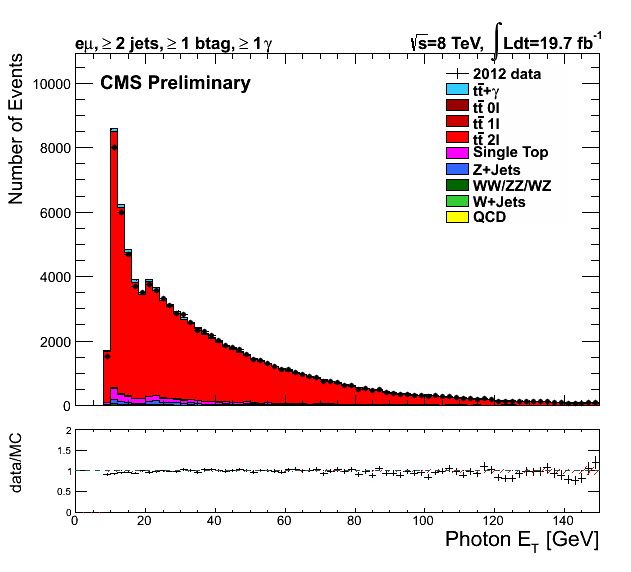 eμ, ≥ 2 jets, ≥ 1 btag, ≥ 1γ
√s=8 TeV, ∫Ldt=19.7 fb⁻¹
CMS Preliminary
2012 data
tt̄+γ
tt̄ 0l
tt̄ 1l
tt̄ 2l
Single Top
Z+Jets
WW/ZZ/WZ
W+Jets
QCD
Number of Events
10000
8000
6000
4000
2000
0
data/MC
2
1.5
1
0.5
0
0 20 40 60 80 100 120 140
Photon E_T [GeV]